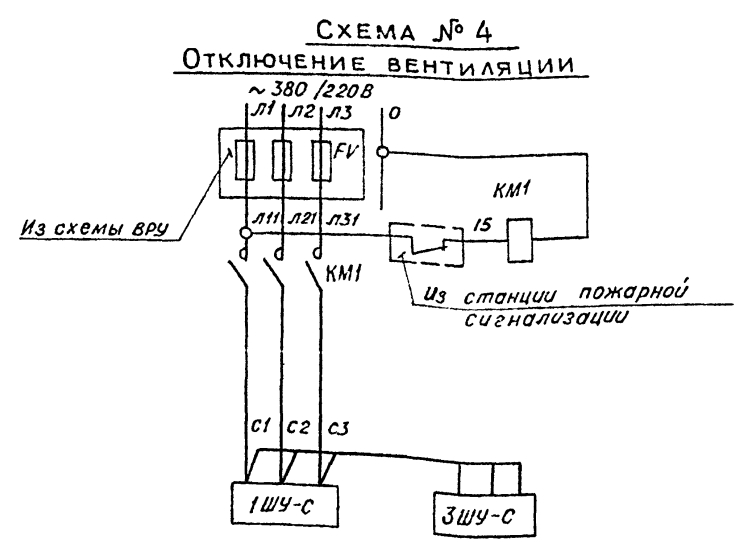 СХЕМА № 4
ОТКЛЮЧЕНИЕ ВЕНТИЛЯЦИИ
~ 380 /220В
Л1 Л2 Л3 0
FV
КМ1
Из схемы ВРУ
Л11 Л21 Л31
15
КМ1
Из станции пожарной
сигнализации
С1 С2 С3
1ШУ-С
3ШУ-С